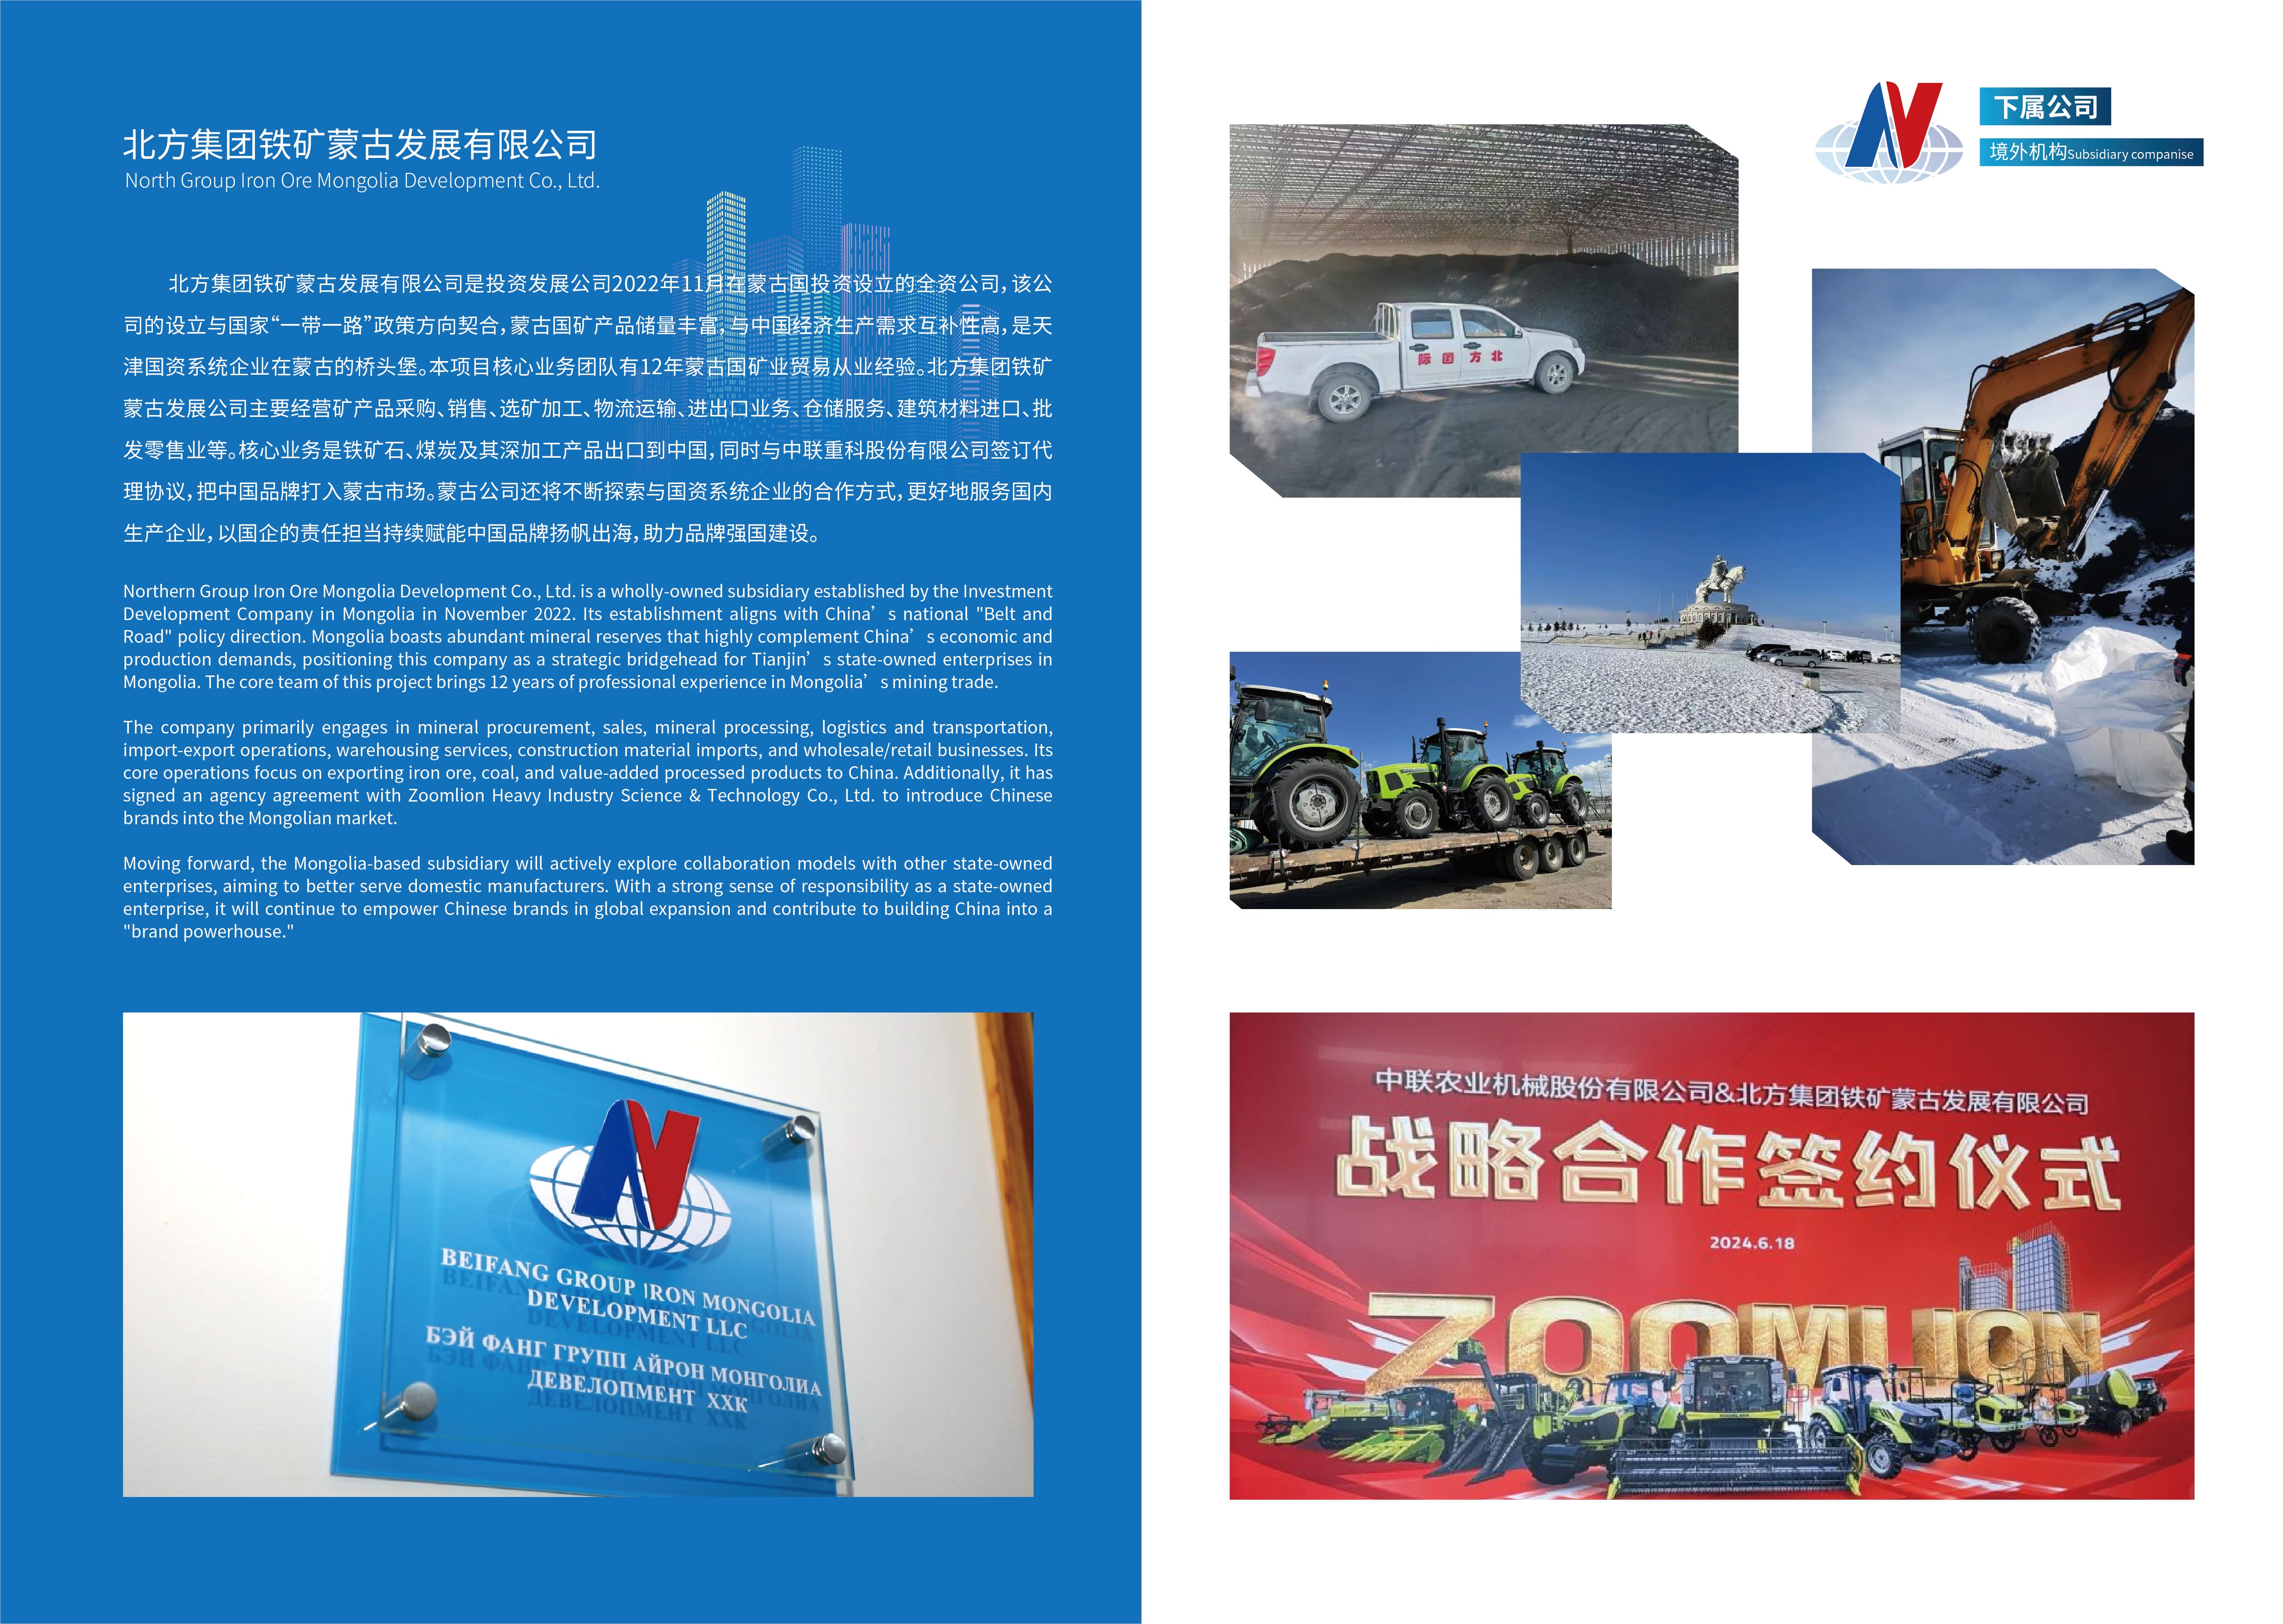 北方集团铁矿蒙古发展有限公司
North Group Iron Ore Mongolia Development Co., Ltd.
北方集团铁矿蒙古发展有限公司是投资发展公司2022年11月在蒙古国投资设立的全资公司，该公
司的设立与国家“一带一路”政策方向契合，蒙古国矿产品储量丰富，与中国经济生产需求互补性高，是天
津国资系统企业在蒙古的桥头堡。本项目核心业务团队有12年蒙古国矿业贸易从业经验。北方集团铁矿
蒙古发展公司主要经营矿产品采购、销售、选矿加工、物流运输、进出口业务、仓储服务、建筑材料进口、批
发零售业等。核心业务是铁矿石、煤炭及其深加工产品出口到中国，同时与中联重科股份有限公司签订代
理协议，把中国品牌打入蒙古市场。蒙古公司还将不断探索与国资系统企业的合作方式，更好地服务国内
生产企业，以国企的责任担当持续赋能中国品牌扬帆出海，助力品牌强国建设。
Northern Group Iron Ore Mongolia Development Co., Ltd. is a wholly-owned subsidiary established by the Investment
Development Company in Mongolia in November 2022. Its establishment aligns with China’s national "Belt and
Road" policy direction. Mongolia boasts abundant mineral reserves that highly complement China’s economic and
production demands, positioning this company as a strategic bridgehead for Tianjin’s state-owned enterprises in
Mongolia. The core team of this project brings 12 years of professional experience in Mongolia’s mining trade.
The company primarily engages in mineral procurement, sales, mineral processing, logistics and transportation,
import-export operations, warehousing services, construction material imports, and wholesale/retail businesses. Its
core operations focus on exporting iron ore, coal, and value-added processed products to China. Additionally, it has
signed an agency agreement with Zoomlion Heavy Industry Science & Technology Co., Ltd. to introduce Chinese
brands into the Mongolian market.
Moving forward, the Mongolia-based subsidiary will actively explore collaboration models with other state-owned
enterprises, aiming to better serve domestic manufacturers. With a strong sense of responsibility as a state-owned
enterprise, it will continue to empower Chinese brands in global expansion and contribute to building China into a
"brand powerhouse."
BEIFANG GROUP IRON MONGOLIA
DEVELOPMENT LLC
БЭЙ ФАНГ ГРУПП АЙРОН МОНГОЛИА
ДЕВЕЛОПМЕНТ ХХК
下属公司
境外机构Subsidiary companise
际国方北
中联农业机械股份有限公司&北方集团铁矿蒙古发展有限公司
战略合作签约仪式
2024.6.18
ZOOMLION